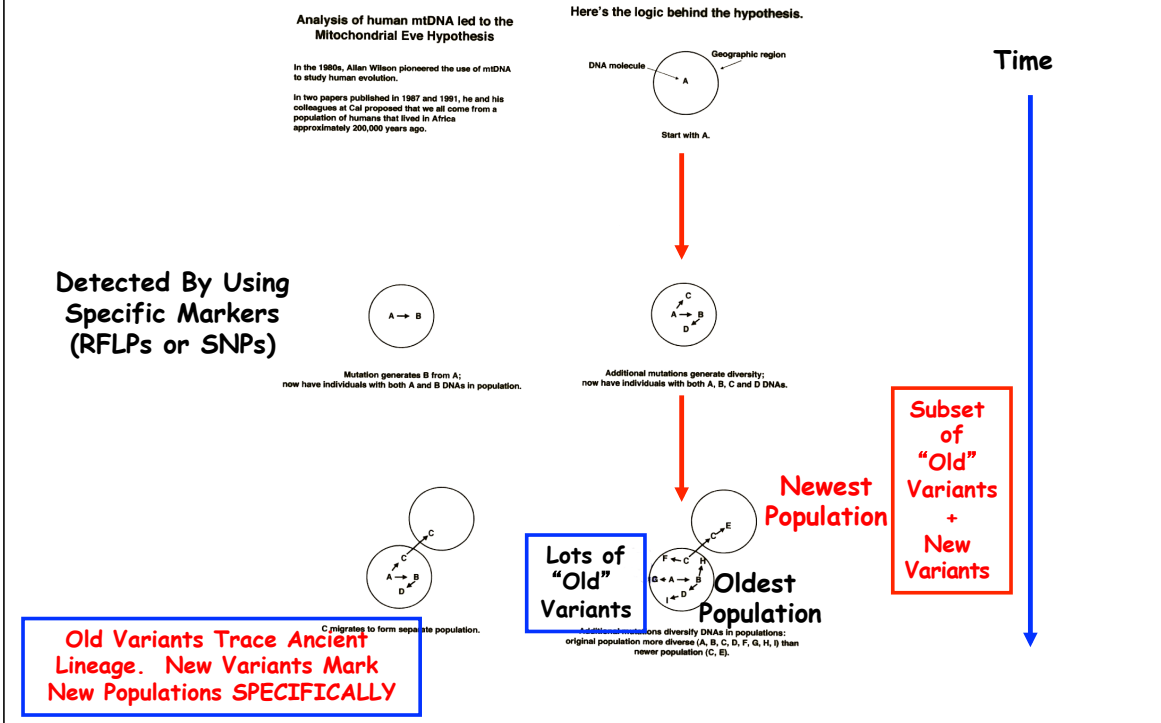 Analysis of human mtDNA led to the
Mitochondrial Eve Hypothesis
In the 1980s, Allan Wilson pioneered the use of mtDNA
to study human evolution.
In two papers published in 1987 and 1991, he and his
colleagues at Cal proposed that we all come from a
population of humans that lived in Africa
approximately 200,000 years ago.
Here's the logic behind the hypothesis.
Geographic region
DNA molecule
A
Start with A.
Time
Detected By Using
Specific Markers
(RFLPs or SNPs)
A B
Mutation generates B from A;
now have individuals with both A and B DNAs in population.
C
A B
D
Additional mutations generate diversity;
now have individuals with both A, B, C and D DNAs.
Subset
of
“Old”
Variants
+
New
Variants
Newest
Population
C
C
A B
D
C migrates to form separate population.
Lots of
“Old”
Variants
E
C
F C H
G A B
D
I
Oldest
Population
Additional mutations diversify DNAs in populations:
original population more diverse (A, B, C, D, F, G, H, I) than
newer population (C, E).
Old Variants Trace Ancient
Lineage. New Variants Mark
New Populations SPECIFICALLY